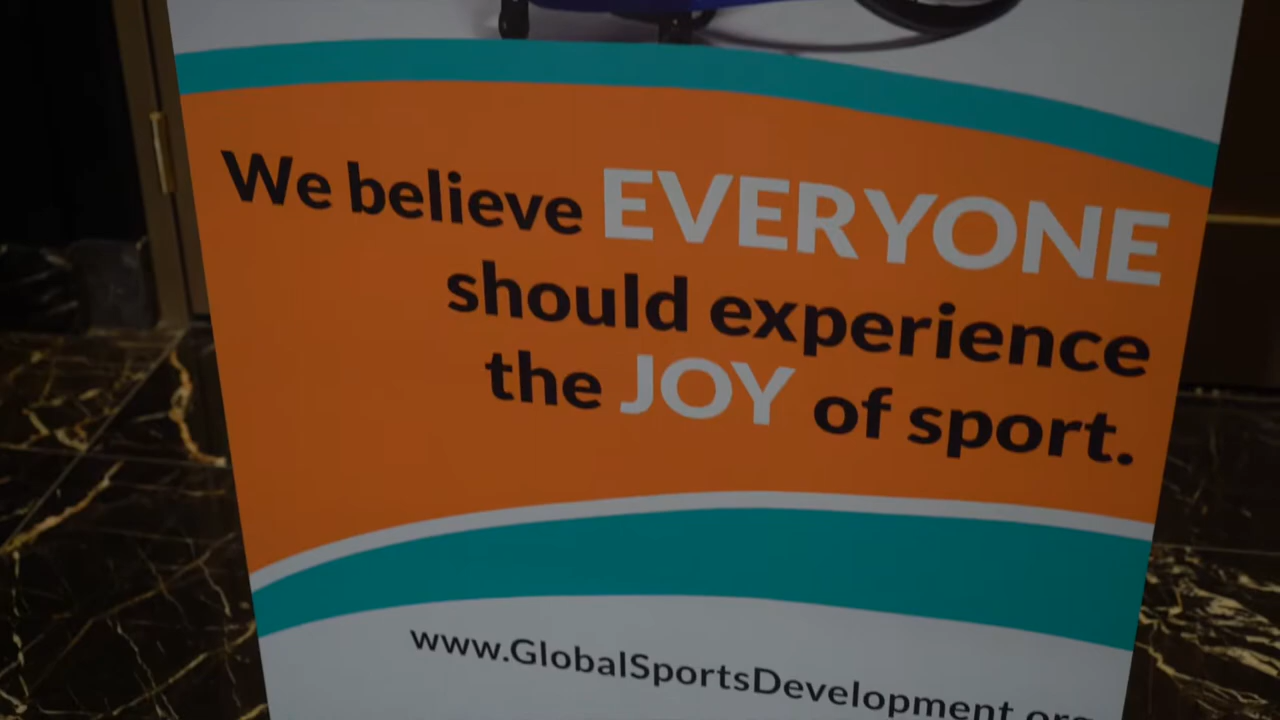 We believe EVERYONE
should experience
the JOY of sport.
www.GlobalSportsDevelopment.org